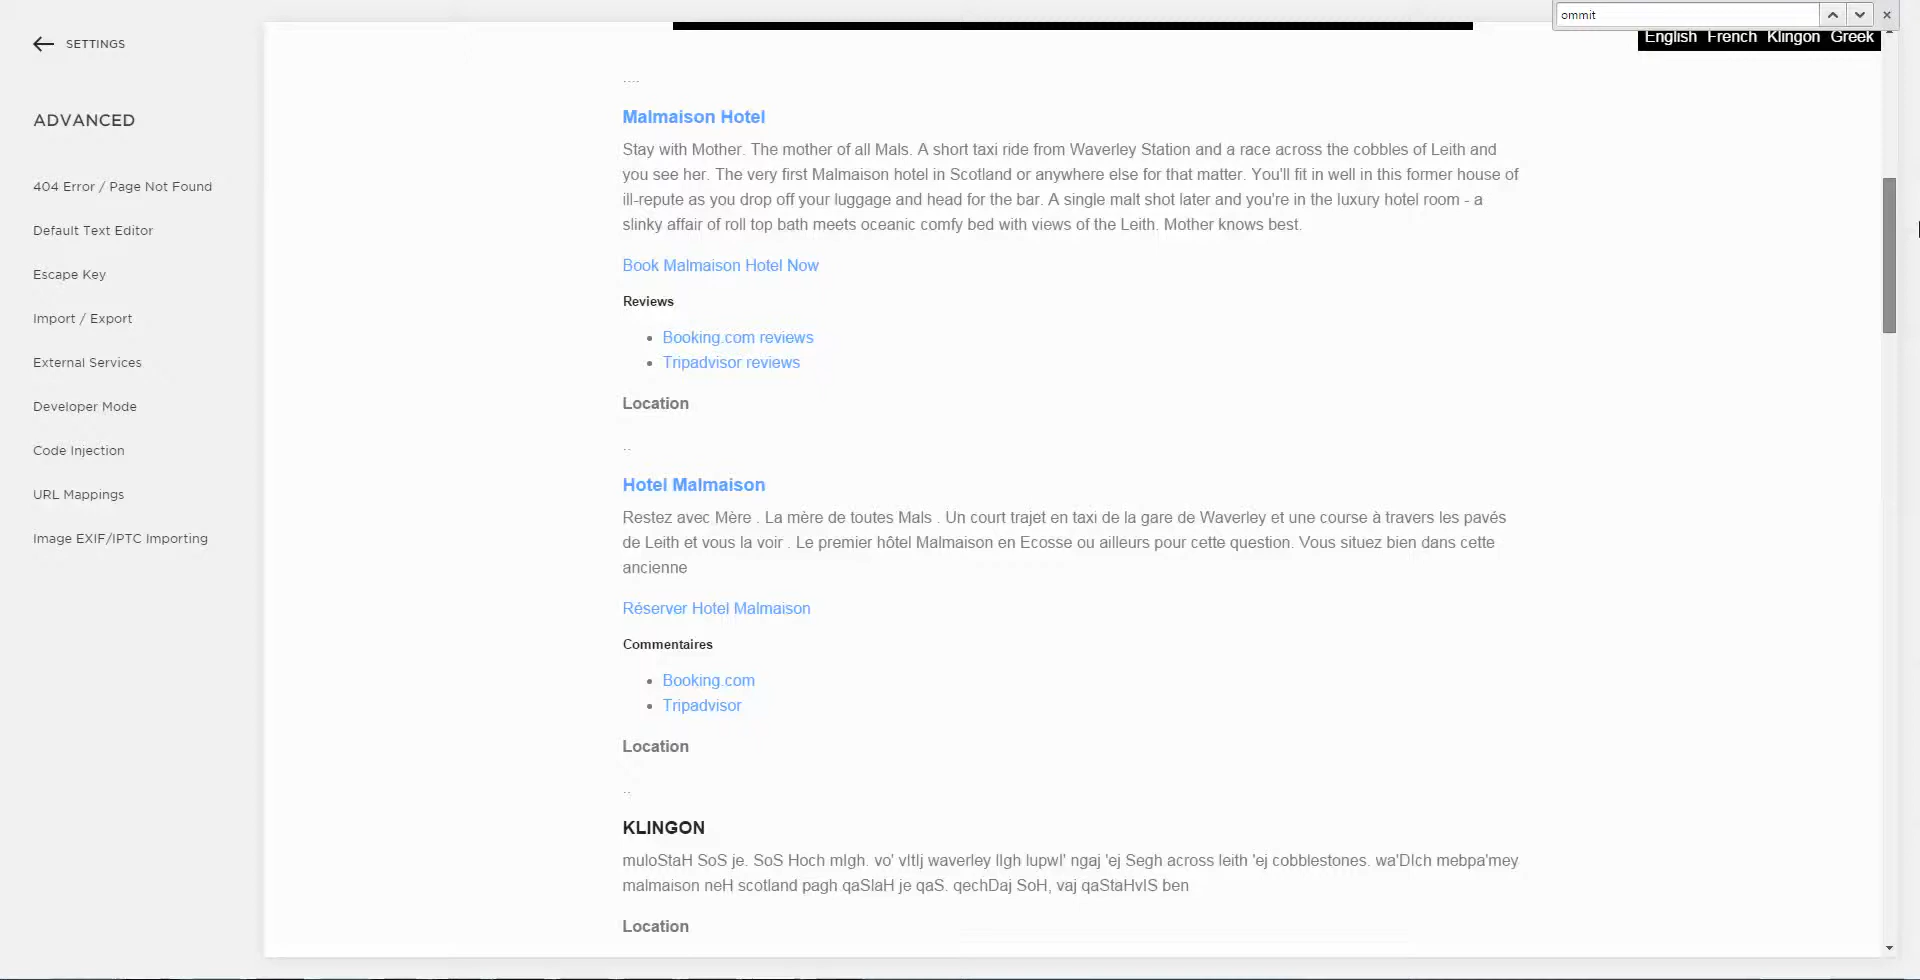 ommit
SETTINGS
English French Klingon Greek
ADVANCED
404 Error / Page Not Found
Default Text Editor
Escape Key
Import / Export
External Services
Developer Mode
Code Injection
URL Mappings
Image EXIF/IPTC Importing
....
Malmaison Hotel
Stay with Mother. The mother of all Mals. A short taxi ride from Waverley Station and a race across the cobbles of Leith and
you see her. The very first Malmaison hotel in Scotland or anywhere else for that matter. You'll fit in well in this former house of
ill-repute as you drop off your luggage and head for the bar. A single malt shot later and you're in the luxury hotel room - a
slinky affair of roll top bath meets oceanic comfy bed with views of the Leith. Mother knows best.
Book Malmaison Hotel Now
Reviews
• Booking.com reviews
• Tripadvisor reviews
Location
..
Hotel Malmaison
Restez avec Mère . La mère de toutes Mals . Un court trajet en taxi de la gare de Waverley et une course à travers les pavés
de Leith et vous la voir . Le premier hôtel Malmaison en Ecosse ou ailleurs pour cette question. Vous situez bien dans cette
ancienne
Réserver Hotel Malmaison
Commentaires
• Booking.com
• Tripadvisor
Location
..
KLINGON
muloStaH SoS je. SoS Hoch mIgh. vo' vItIj waverley lIgh lupwI' ngaj 'ej Segh across leith 'ej cobblestones. wa'DIch mebpa'mey
malmaison neH scotland pagh qaSlaH je qaS. qechDaj SoH, vaj qaStaHvIS ben
Location